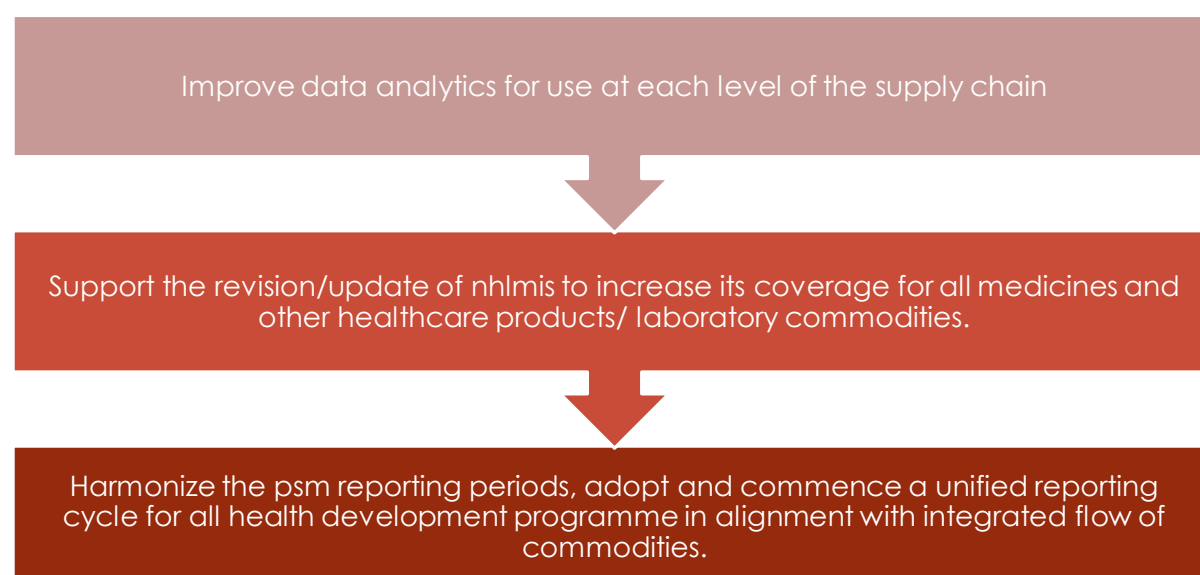 Improve data analytics for use at each level of the supply chain
Support the revision/update of nhlmis to increase its coverage for all medicines and
other healthcare products/ laboratory commodities.
Harmonize the psm reporting periods, adopt and commence a unified reporting
cycle for all health development programme in alignment with integrated flow of
commodities.